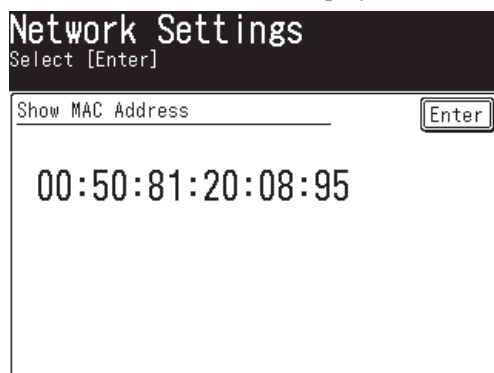 Network Settings
Select [Enter]
Show MAC Address
Enter
00:50:81:20:08:95